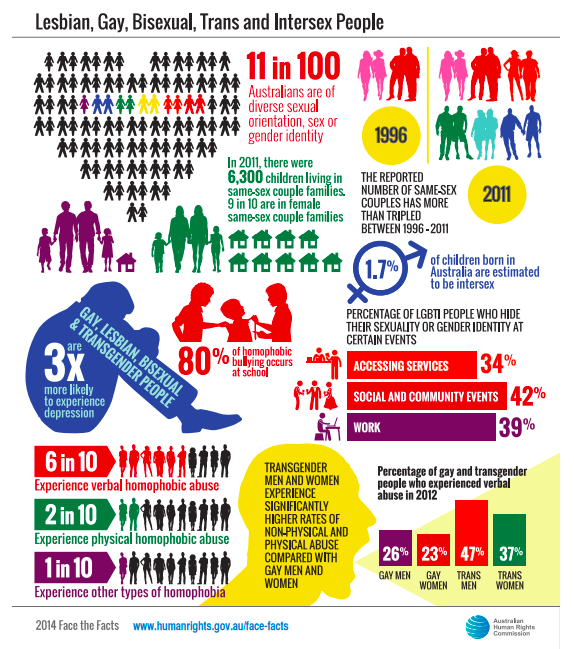 Lesbian, Gay, Bisexual, Trans and Intersex People
11 in 100
Australians are of
diverse sexual
orientation, sex or
gender identity
In 2011, there were
6,300 children living in
same-sex couple families.
9 in 10 are in female
same-sex couple families
1996
2011
THE REPORTED
NUMBER OF SAME-SEX
COUPLES HAS MORE
THAN TRIPLED
BETWEEN 1996 - 2011
1.7%
of children born in
Australia are estimated
to be intersex
GAY, LESBIAN, BISEXUAL
& TRANSGENDER PEOPLE
are
3x
more likely
to experience
depression
80% of homophobic
bullying occurs
at school
PERCENTAGE OF LGBTI PEOPLE WHO HIDE
THEIR SEXUALITY OR GENDER IDENTITY AT
CERTAIN EVENTS
ACCESSING SERVICES 34%
SOCIAL AND COMMUNITY EVENTS 42%
WORK 39%
6 in 10
Experience verbal homophobic abuse
2 in 10
Experience physical homophobic abuse
1 in 10
Experience other types of homophobia
TRANSGENDER
MEN AND WOMEN
EXPERIENCE
SIGNIFICANTLY
HIGHER RATES OF
NON-PHYSICAL AND
PHYSICAL ABUSE
COMPARED WITH
GAY MEN AND
WOMEN
Percentage of gay and transgender
people who experienced verbal
abuse in 2012
26% 23% 47% 37%
GAY MEN GAY WOMEN TRANS MEN TRANS WOMEN
2014 Face the Facts www.humanrights.gov.au/face-facts
Australian
Human Rights
Commission